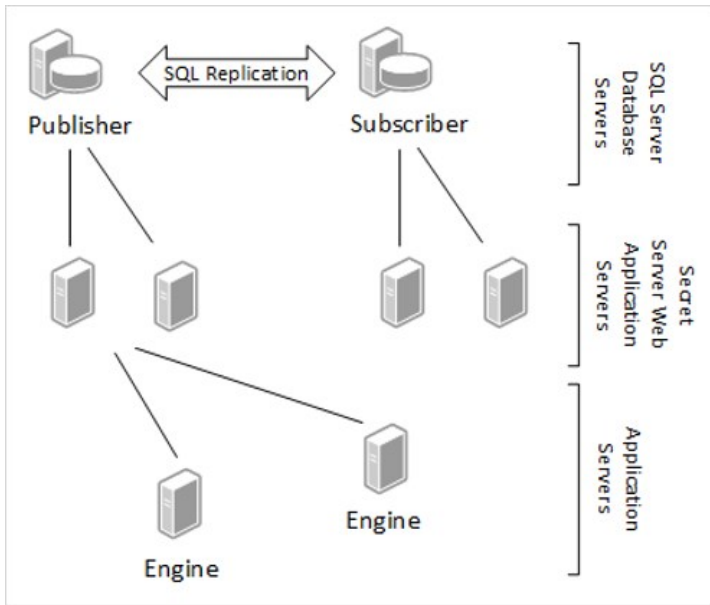 SQL Replication
Publisher
Subscriber
SQL Server
Database
Servers
Secret
Server Web
Application
Servers
Engine
Engine
Application
Servers